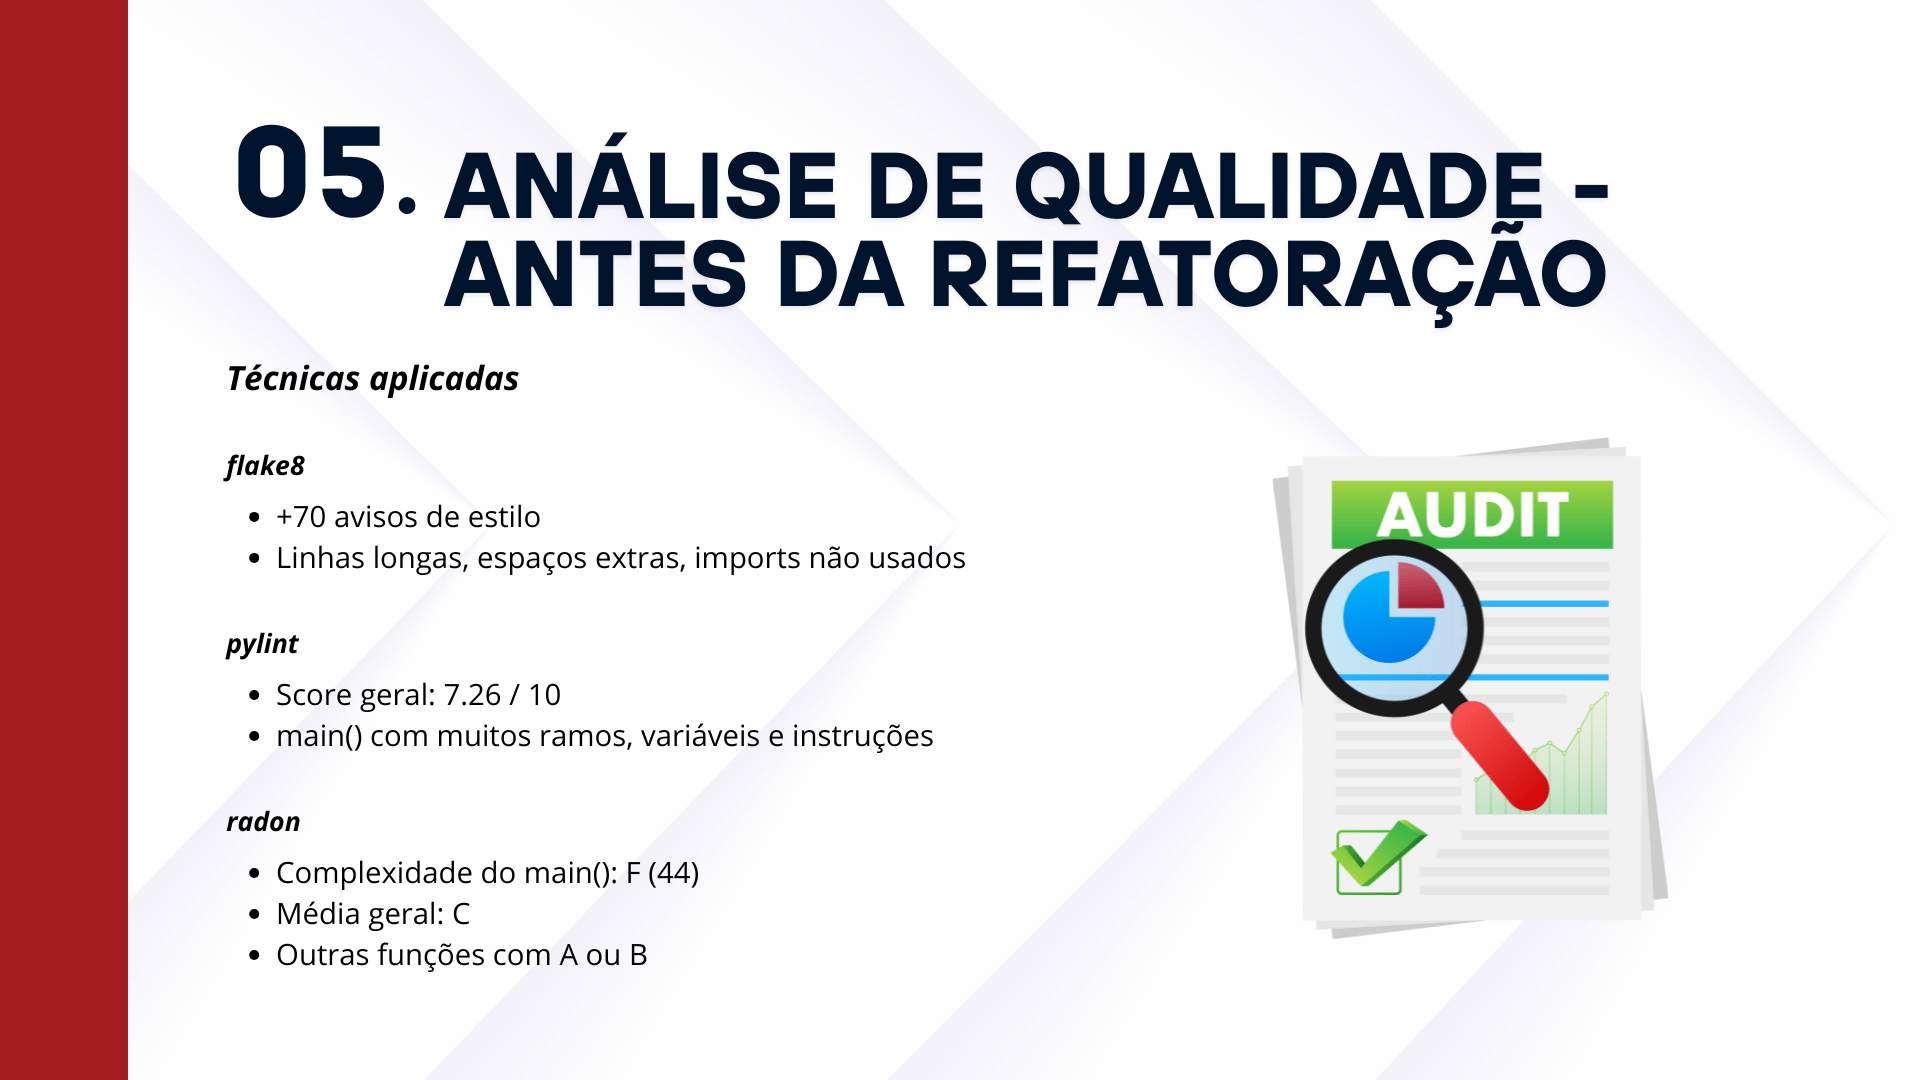 05. ANÁLISE DE QUALIDADE -
ANTES DA REFATORAÇÃO
Técnicas aplicadas
flake8
• +70 avisos de estilo
• Linhas longas, espaços extras, imports não usados
pylint
• Score geral: 7.26 / 10
• main() com muitos ramos, variáveis e instruções
radon
• Complexidade do main(): F (44)
• Média geral: C
• Outras funções com A ou B
AUDIT